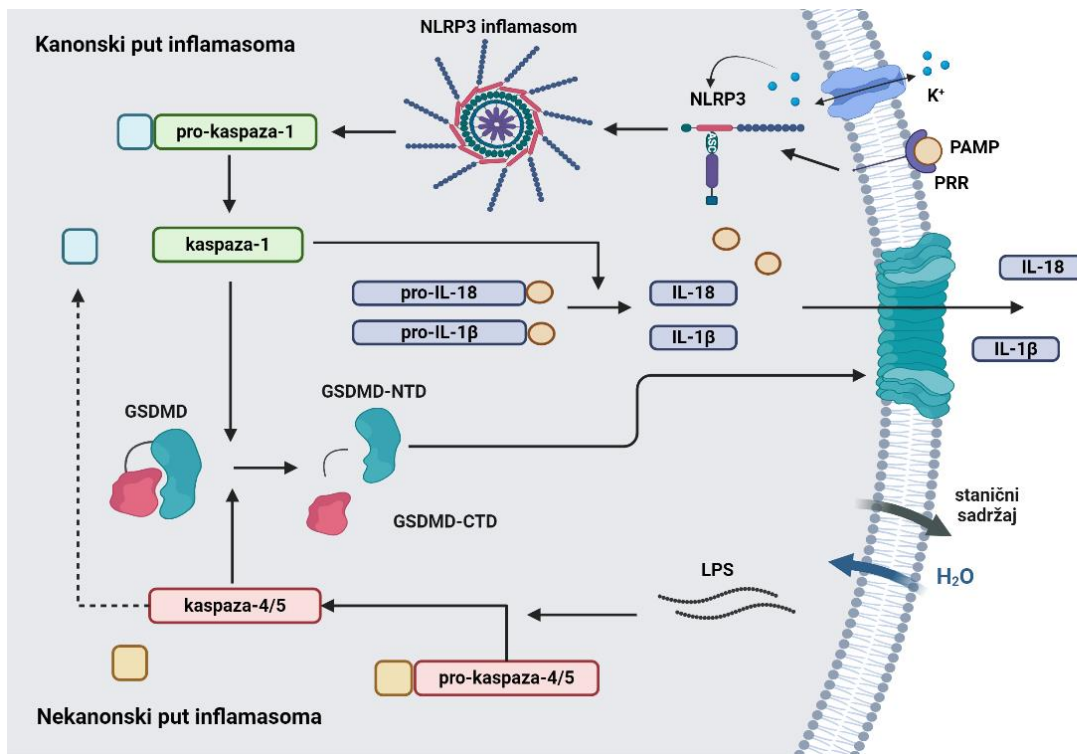 Kanonski put inflamasoma
NLRP3 inflamasom
NLRP3
K⁺
pro-kaspaza-1
ASC
PAMP
PRR
kaspaza-1
pro-IL-18
IL-18
IL-18
pro-IL-1β
IL-1β
IL-1β
GSDMD
GSDMD-NTD
GSDMD-CTD
stanični
sadržaj
LPS
H₂O
kaspaza-4/5
pro-kaspaza-4/5
Nekanonski put inflamasoma